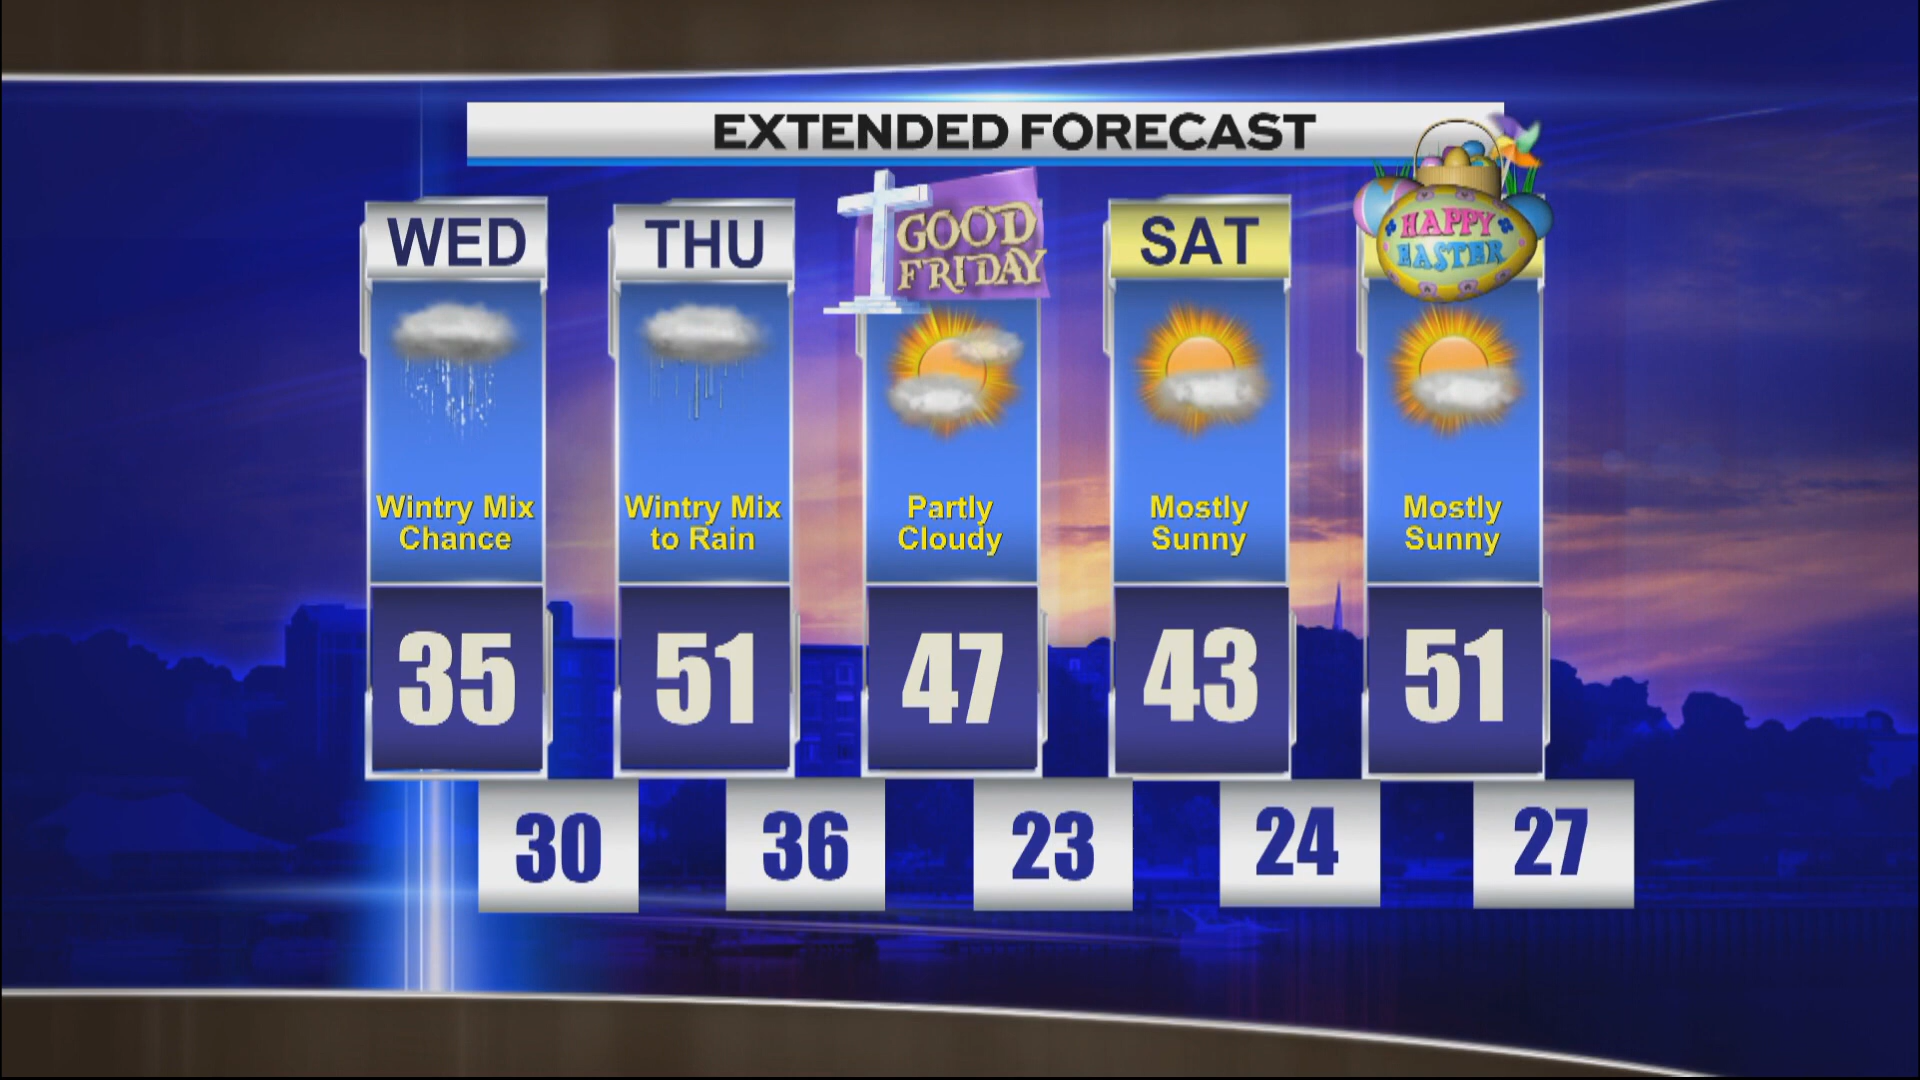 EXTENDED FORECAST
WED
THU
GOOD
FRIDAY
SAT
HAPPY
EASTER
Wintry Mix
Chance
Wintry Mix
to Rain
Partly
Cloudy
Mostly
Sunny
Mostly
Sunny
35
51
47
43
51
30
36
23
24
27